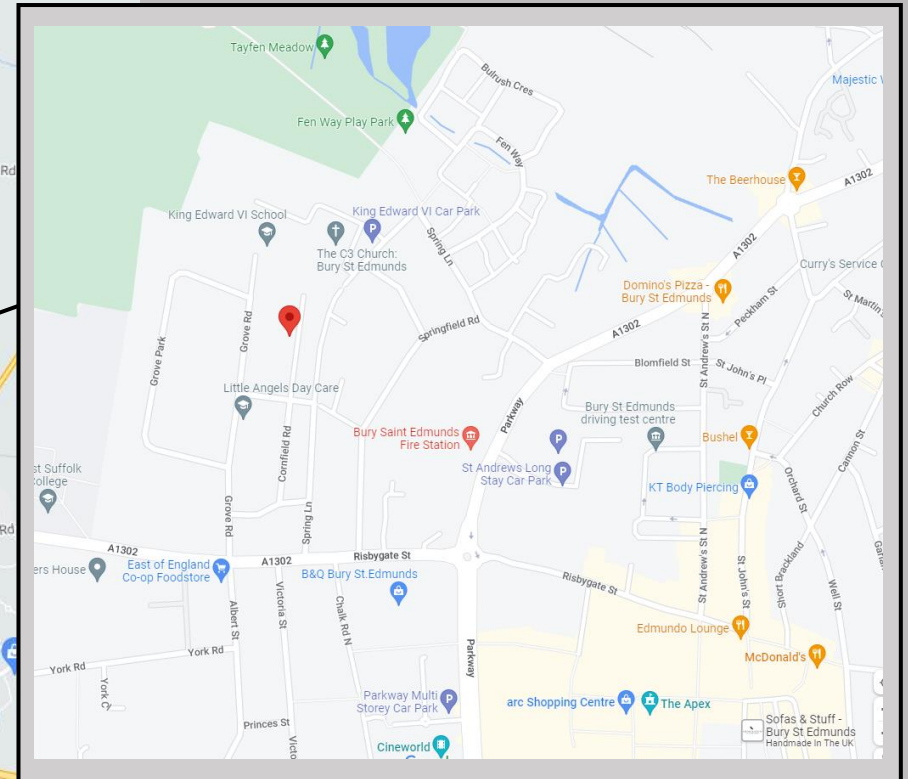 Tayfen Meadow
Bulrush Cres
Majestic
Fen Way Play Park
Fen Way
Rd
The Beerhouse
A1302
King Edward VI School
King Edward VI Car Park
The C3 Church:
Bury St Edmunds
Spring Ln
A1302
Curry's Service
Domino's Pizza -
Bury St Edmunds
Peckham St
St Martin's
Springfield Rd
A1302
Grove Park
Grove Rd
St Andrew's St N
Blomfield St
St John's Pl
Little Angels Day Care
Church Row
Parkway
Bury St Edmunds
driving test centre
Bury Saint Edmunds
Fire Station
Bushel
Cornfield Rd
Cannon St
st Suffolk
College
St Andrews Long
Stay Car Park
KT Body Piercing
Orchard St
Grove Rd
Spring Ln
Rd
A1302
Risbygate St
ers House
East of England
Co-op Foodstore
A1302
B&Q Bury St.Edmunds
Risbygate St
St Andrew's St N
St John's St
Short Brackland
Well St
Albert St
Victoria St
Chalk Rd N
Edmundo Lounge
York Rd
York Rd
Parkway
McDonald's
York Cl
Parkway Multi
Storey Car Park
arc Shopping Centre
The Apex
Princes St
Sofas & Stuff -
Bury St Edmunds
Handmade In The UK
Cineworld